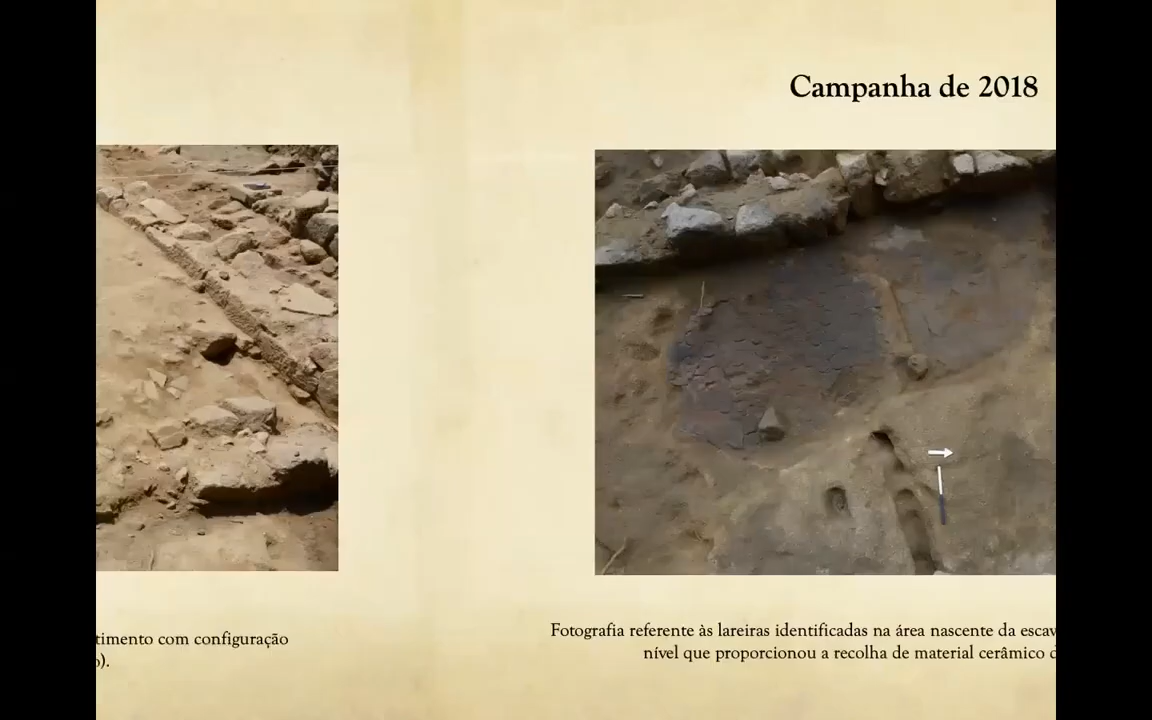 Campanha de 2018
timento com configuração
o).
Fotografia referente às lareiras identificadas na área nascente da escav
nível que proporcionou a recolha de material cerâmico d